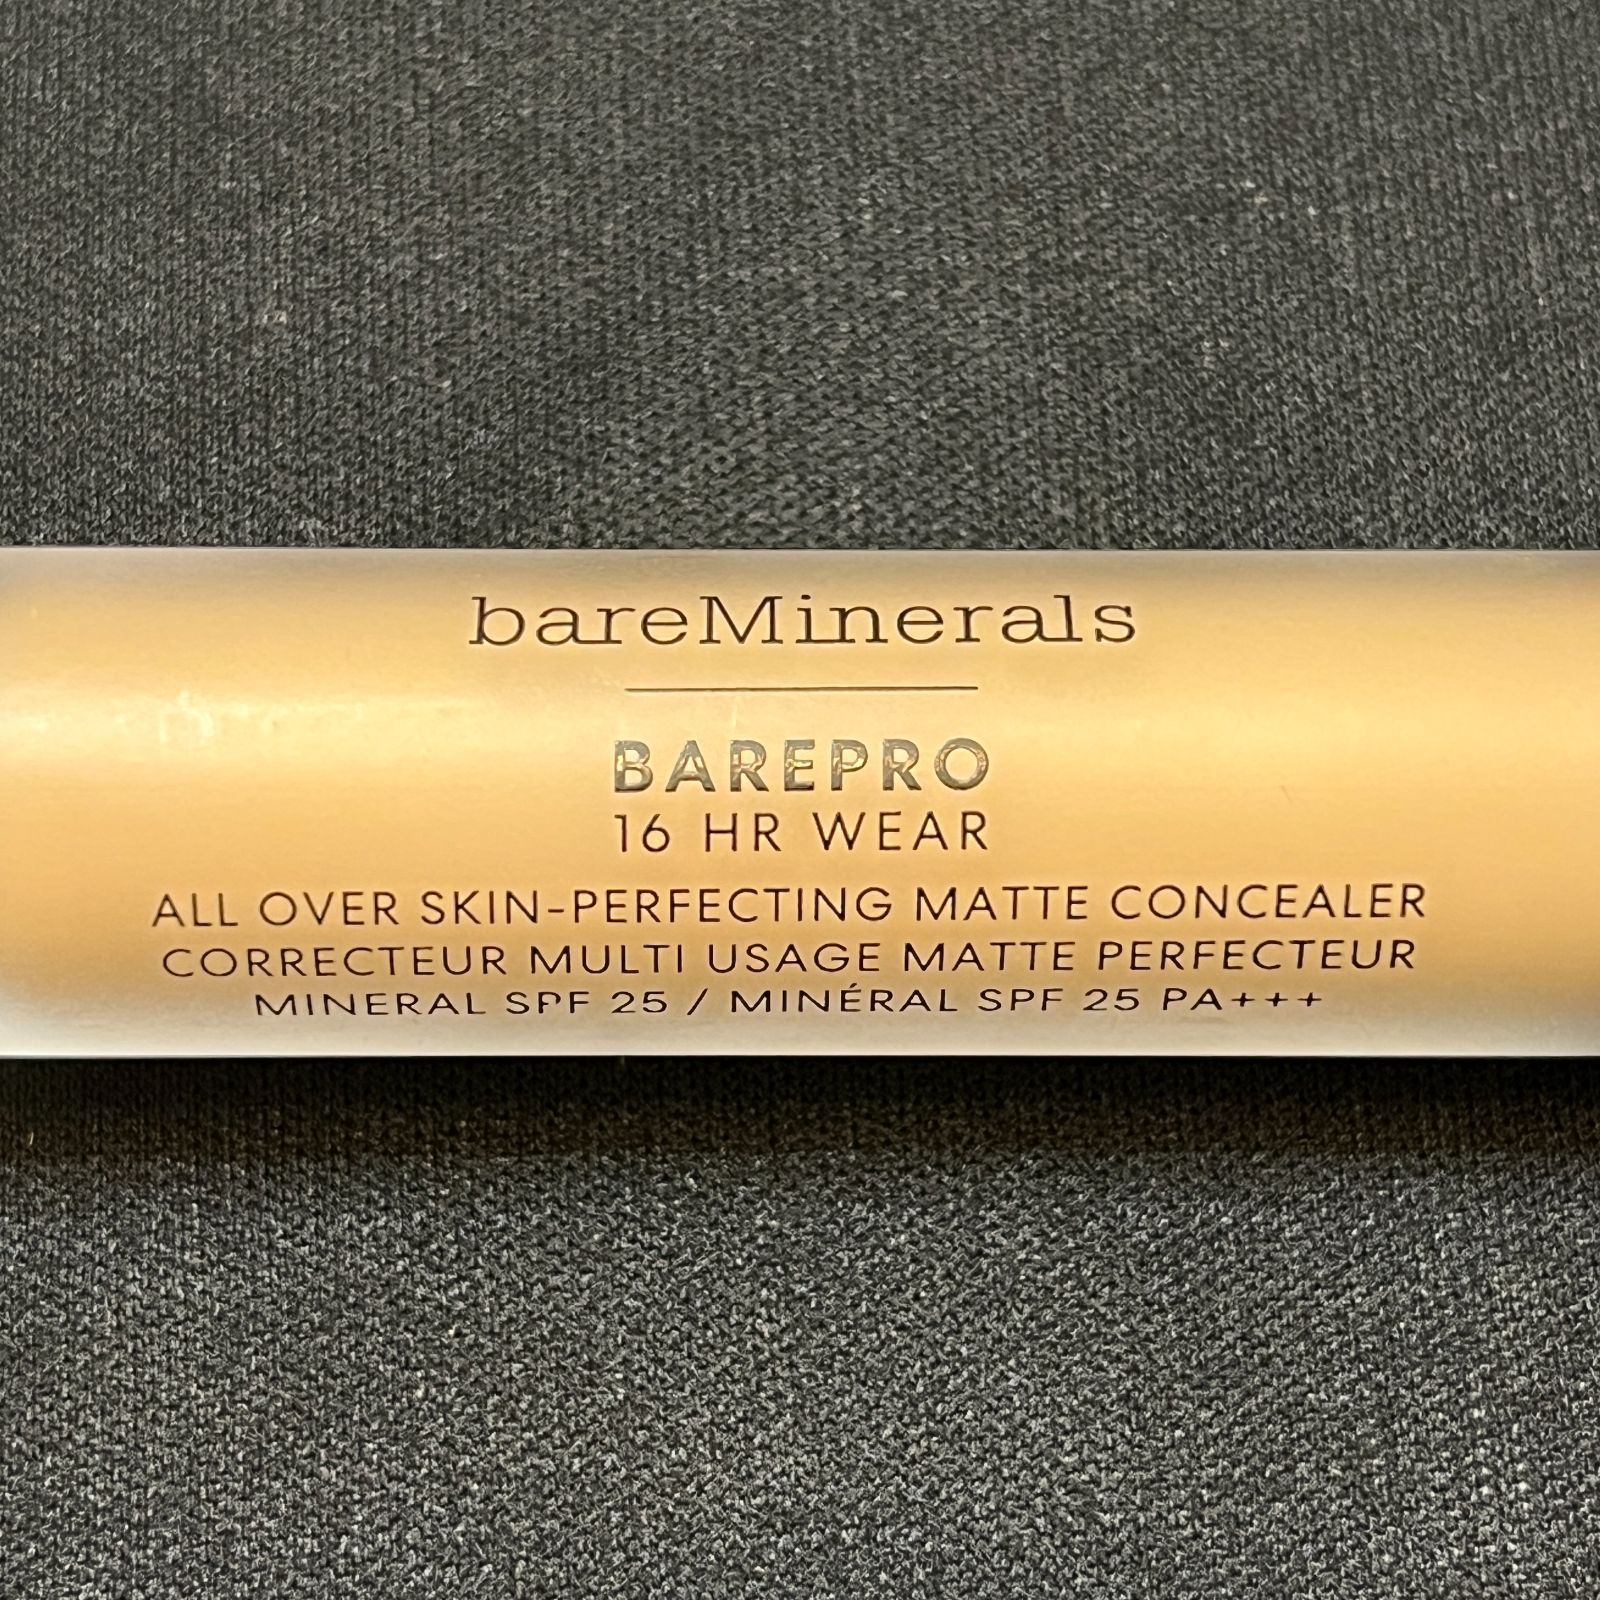 bareMinerals
BAREPRO
16 HR WEAR
ALL OVER SKIN-PERFECTING MATTE CONCEALER
CORRECTEUR MULTI USAGE MATTE PERFECTEUR
MINERAL SPF 25 / MINÉRAL SPF 25 PA+++